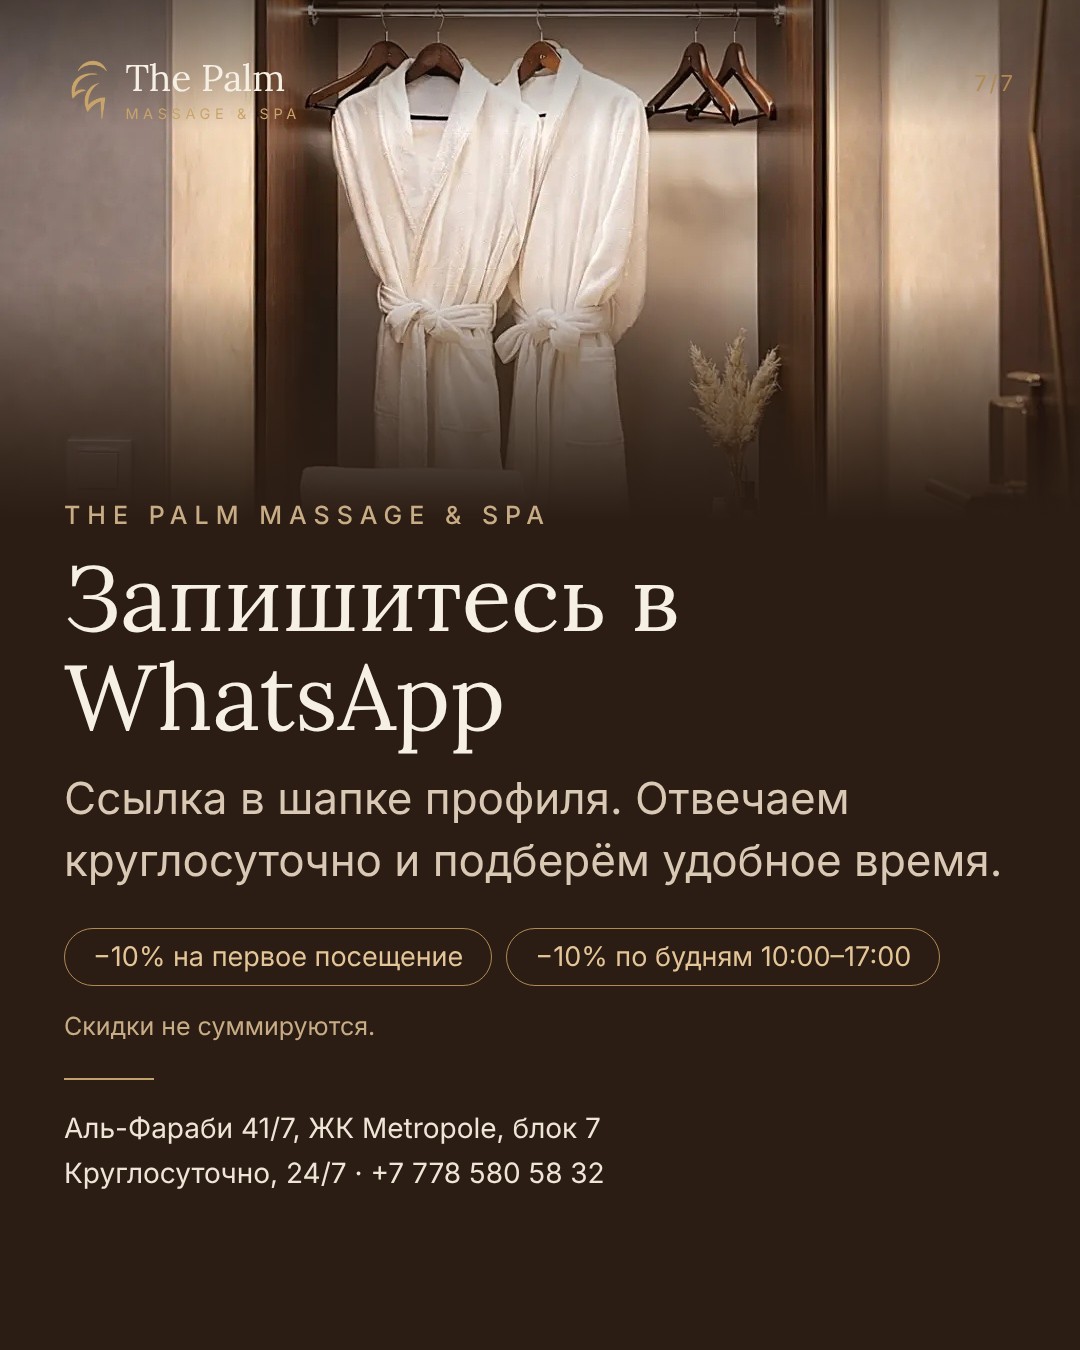 The Palm
MASSAGE & SPA
7/7
THE PALM MASSAGE & SPA
Запишитесь в
WhatsApp
Ссылка в шапке профиля. Отвечаем
круглосуточно и подберём удобное время.
−10% на первое посещение
−10% по будням 10:00–17:00
Скидки не суммируются.
Аль-Фараби 41/7, ЖК Metropole, блок 7
Круглосуточно, 24/7 · +7 778 580 58 32